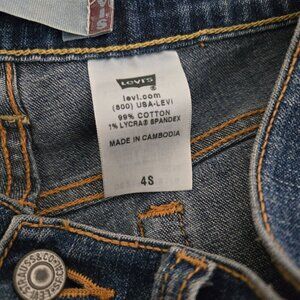 Levi's
levi.com
(800) USA-LEVI
99% COTTON
1% LYCRA® SPANDEX
MADE IN CAMBODIA
4S